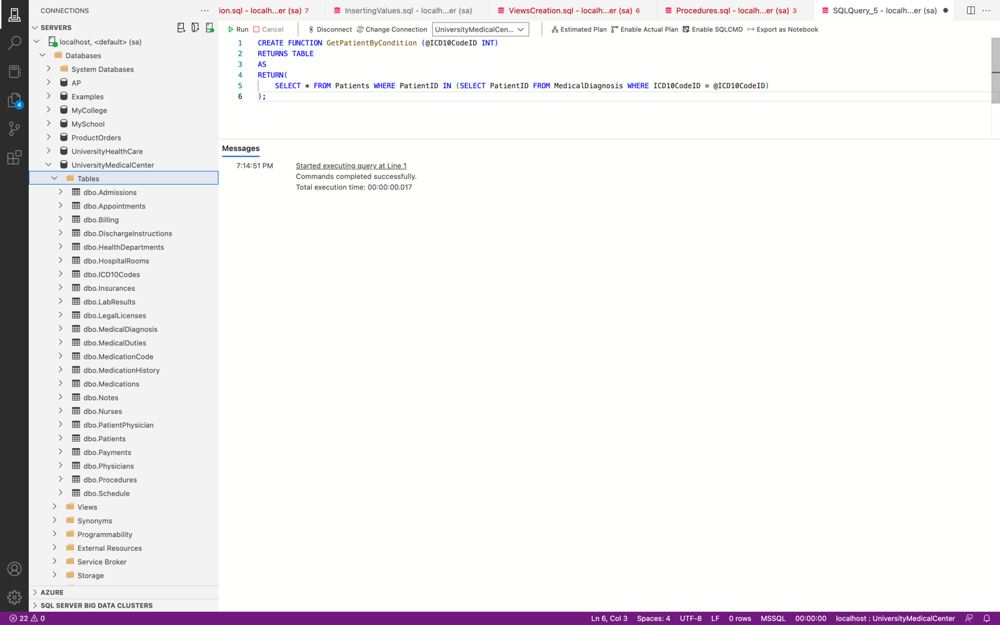 CONNECTIONS
ion.sql - localh...er (sa) 7
InsertingValues.sql - localh...er (sa)
ViewsCreation.sql - localh...er (sa) 6
Procedures.sql - localh...er (sa) 3
SQLQuery_5 - localh...er (sa)
SERVERS
Run
Cancel
Disconnect
Change Connection
UniversityMedicalCen...
Estimated Plan
Enable Actual Plan
Enable SQLCMD
Export as Notebook
localhost, <default> (sa)
Databases
System Databases
AP
Examples
MyCollege
MySchool
ProductOrders
UniversityHealthCare
UniversityMedicalCenter
Tables
dbo.Admissions
dbo.Appointments
dbo.Billing
dbo.DischargeInstructions
dbo.HealthDepartments
dbo.HospitalRooms
dbo.ICD10Codes
dbo.Insurances
dbo.LabResults
dbo.LegalLicenses
dbo.MedicalDiagnosis
dbo.MedicalDuties
dbo.MedicationCode
dbo.MedicationHistory
dbo.Medications
dbo.Notes
dbo.Nurses
dbo.PatientPhysician
dbo.Patients
dbo.Payments
dbo.Physicians
dbo.Procedures
dbo.Schedule
Views
Synonyms
Programmability
External Resources
Service Broker
Storage
AZURE
SQL SERVER BIG DATA CLUSTERS
4
1 CREATE FUNCTION GetPatientByCondition (@ICD10CodeID INT)
2 RETURNS TABLE
3 AS
4 RETURN(
5 SELECT * FROM Patients WHERE PatientID IN (SELECT PatientID FROM MedicalDiagnosis WHERE ICD10CodeID = @ICD10CodeID)
6 );
Messages
7:14:51 PM Started executing query at Line 1
Commands completed successfully.
Total execution time: 00:00:00.017
22 0
Ln 6, Col 3 Spaces: 4 UTF-8 LF 0 rows MSSQL 00:00:00 localhost : UniversityMedicalCenter